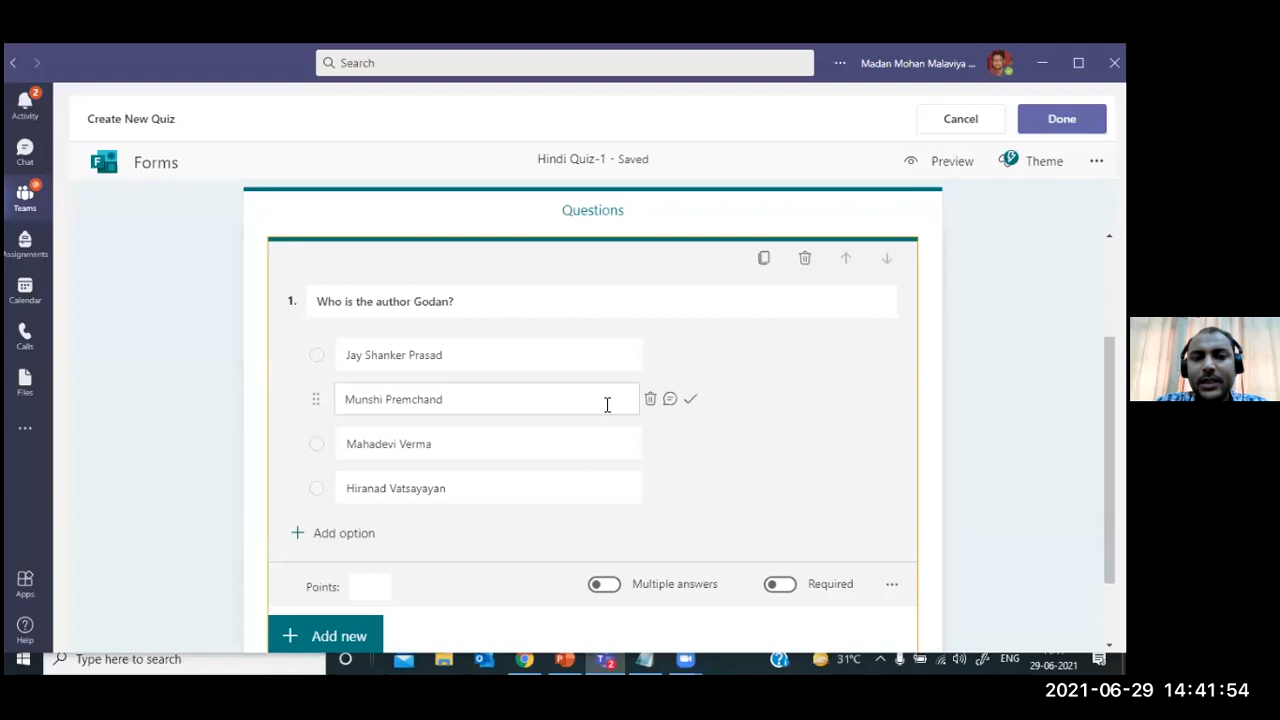 Search
Madan Mohan Malaviya ...
Activity
2
Create New Quiz
Cancel
Done
Chat
Forms
Hindi Quiz-1 - Saved
Preview
Theme
Teams
Questions
Assignments
Calendar
1. Who is the author Godan?
Calls
Jay Shanker Prasad
Files
Munshi Premchand
Mahadevi Verma
Hiranad Vatsayayan
Add option
Points:
Multiple answers
Required
Apps
Help
Add new
Type here to search
31°C
ENG
29-06-2021
2021-06-29 14:41:54